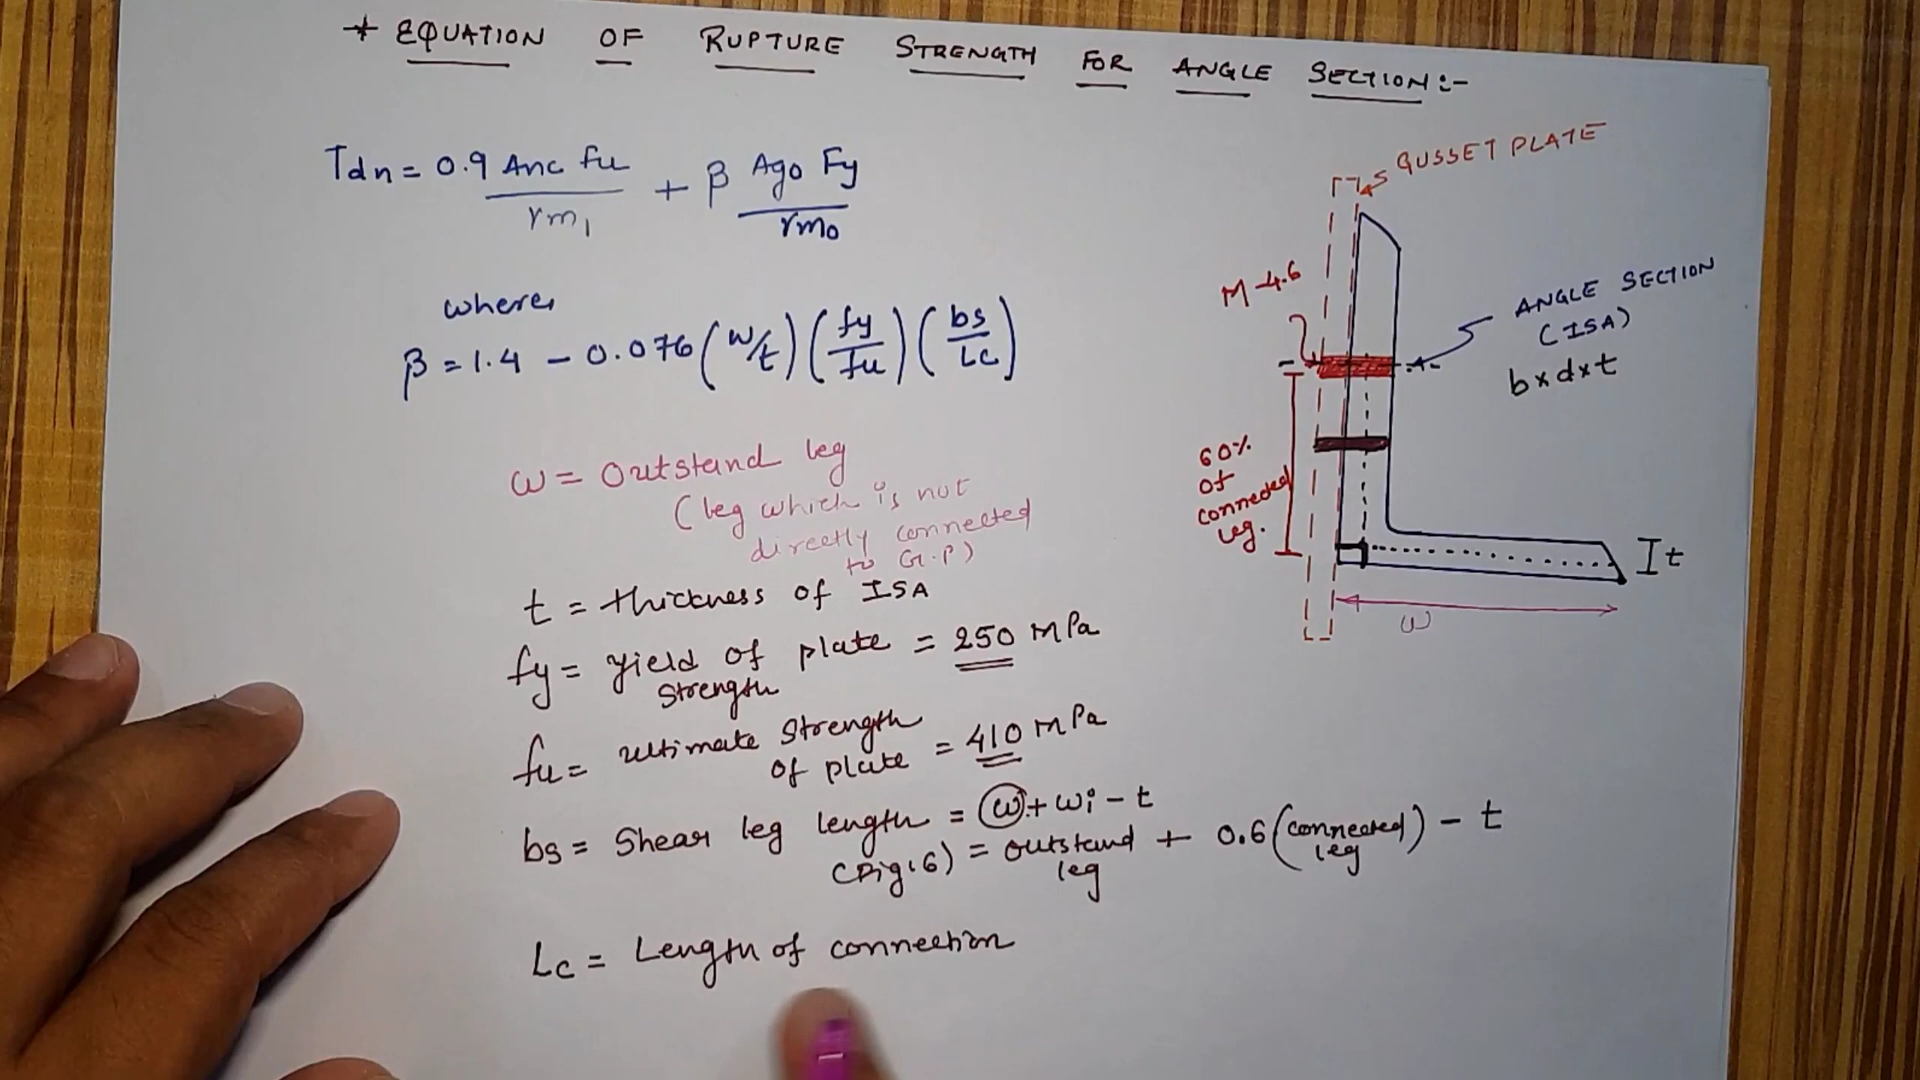 * EQUATION OF RUPTURE STRENGTH FOR ANGLE SECTION:-
Tdn = 0.9 Anc fu / γm1 + β Ago Fy / γm0
where,
β = 1.4 - 0.076 (w/t) (fy/fu) (bs/Lc)
w = Outstand leg
(leg which is not
directly connected
to G.P)
t = thickness of ISA
fy = yield of plate = 250 MPa
strength
fu = ultimate strength
of plate = 410 MPa
bs = Shear leg length = w + wi - t
(Fig.6) = outstand leg + 0.6 (connected leg) - t
Lc = Length of connection
GUSSET PLATE
M-4.6
ANGLE SECTION
(ISA)
b x d x t
60%
of
connected
leg.
t
w